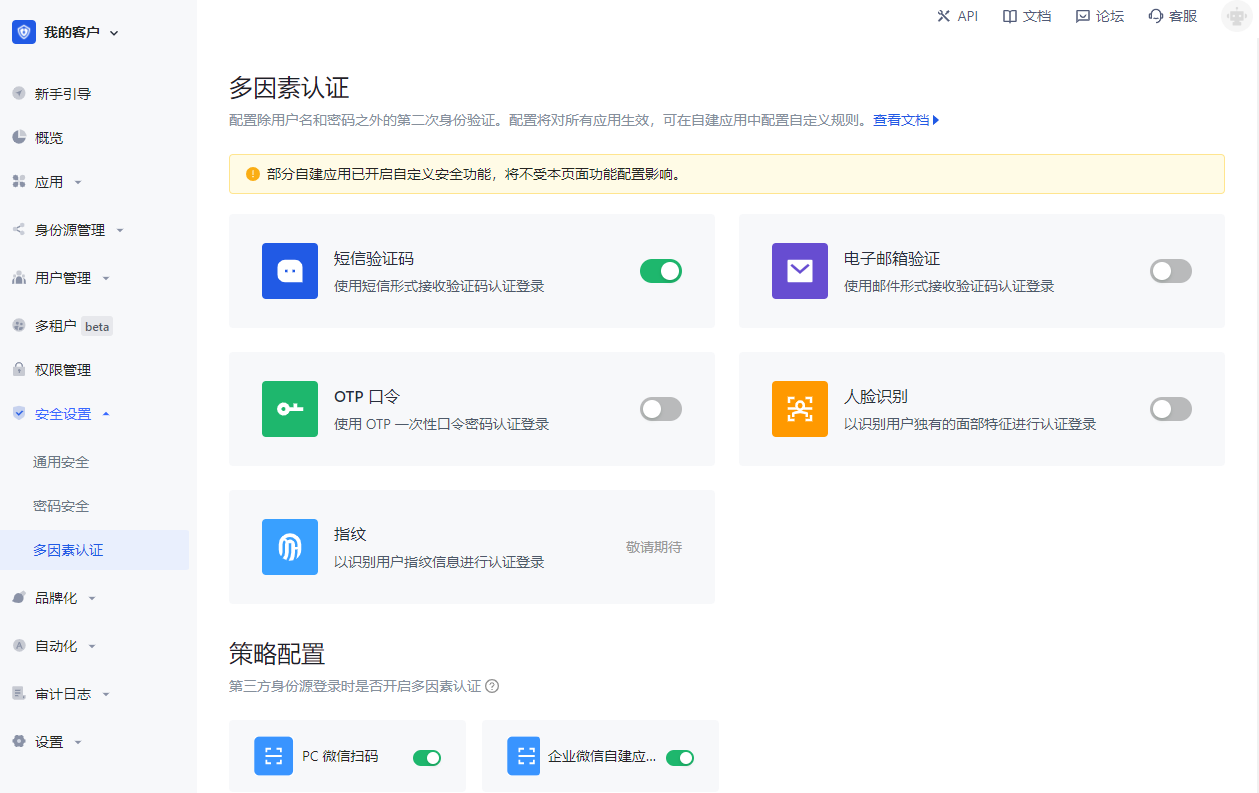 我的客户
API 文档 论坛 客服
新手引导
概览
应用
身份源管理
用户管理
多租户 beta
权限管理
安全设置
通用安全
密码安全
多因素认证
品牌化
自动化
审计日志
设置
多因素认证
配置除用户名和密码之外的第二次身份验证。配置将对所有应用生效，可在自建应用中配置自定义规则。查看文档
部分自建应用已开启自定义安全功能，将不受本页面功能配置影响。
短信验证码
使用短信形式接收验证码认证登录
电子邮箱验证
使用邮件形式接收验证码认证登录
OTP 口令
使用 OTP 一次性口令密码认证登录
人脸识别
以识别用户独有的面部特征进行认证登录
指纹
以识别用户指纹信息进行认证登录
敬请期待
策略配置
第三方身份源登录时是否开启多因素认证
PC 微信扫码
企业微信自建应...